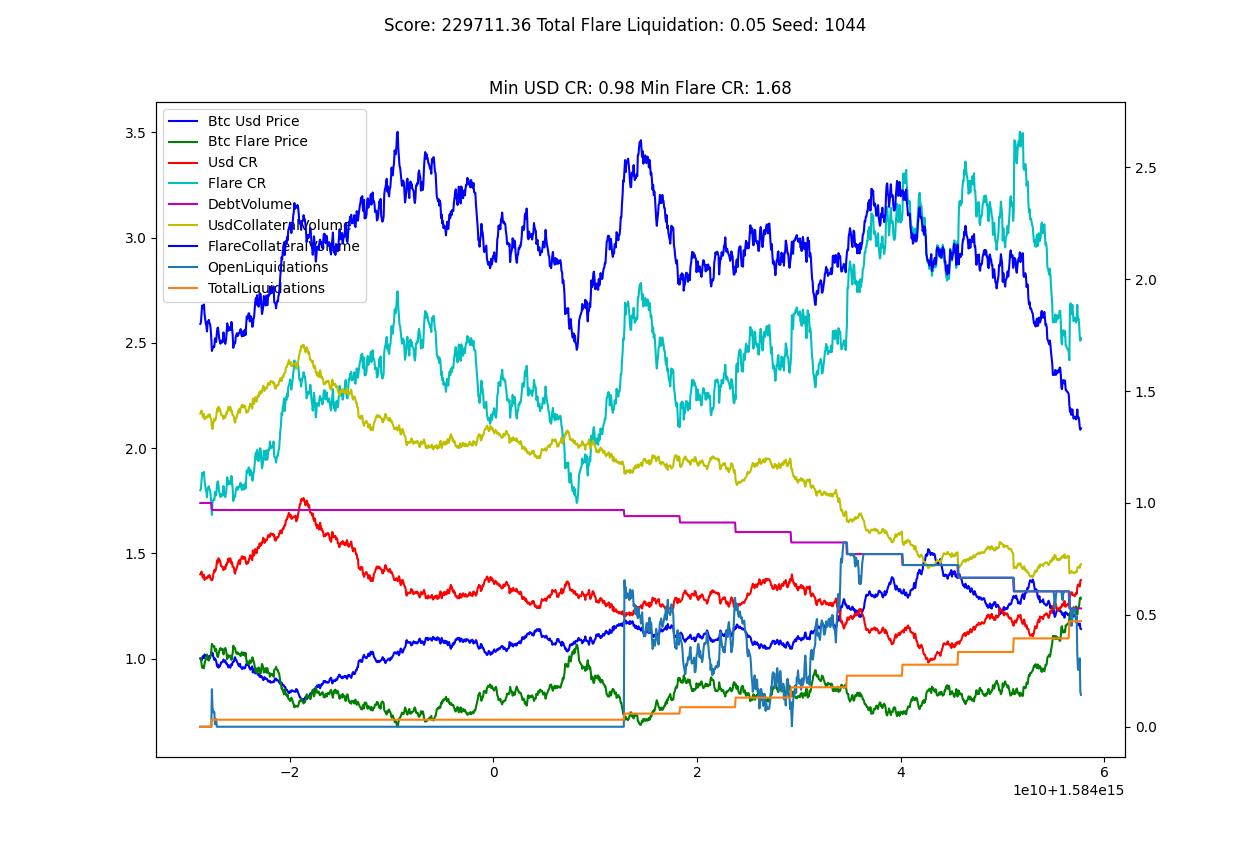 Score: 229711.36 Total Flare Liquidation: 0.05 Seed: 1044
Min USD CR: 0.98 Min Flare CR: 1.68
Btc Usd Price
Btc Flare Price
Usd CR
Flare CR
DebtVolume
UsdCollateralVolume
FlareCollateralVolume
OpenLiquidations
TotalLiquidations
3.5
3.0
2.5
2.0
1.5
1.0
2.5
2.0
1.5
1.0
0.5
0.0
−2 0 2 4 6
1e10+1.584e15